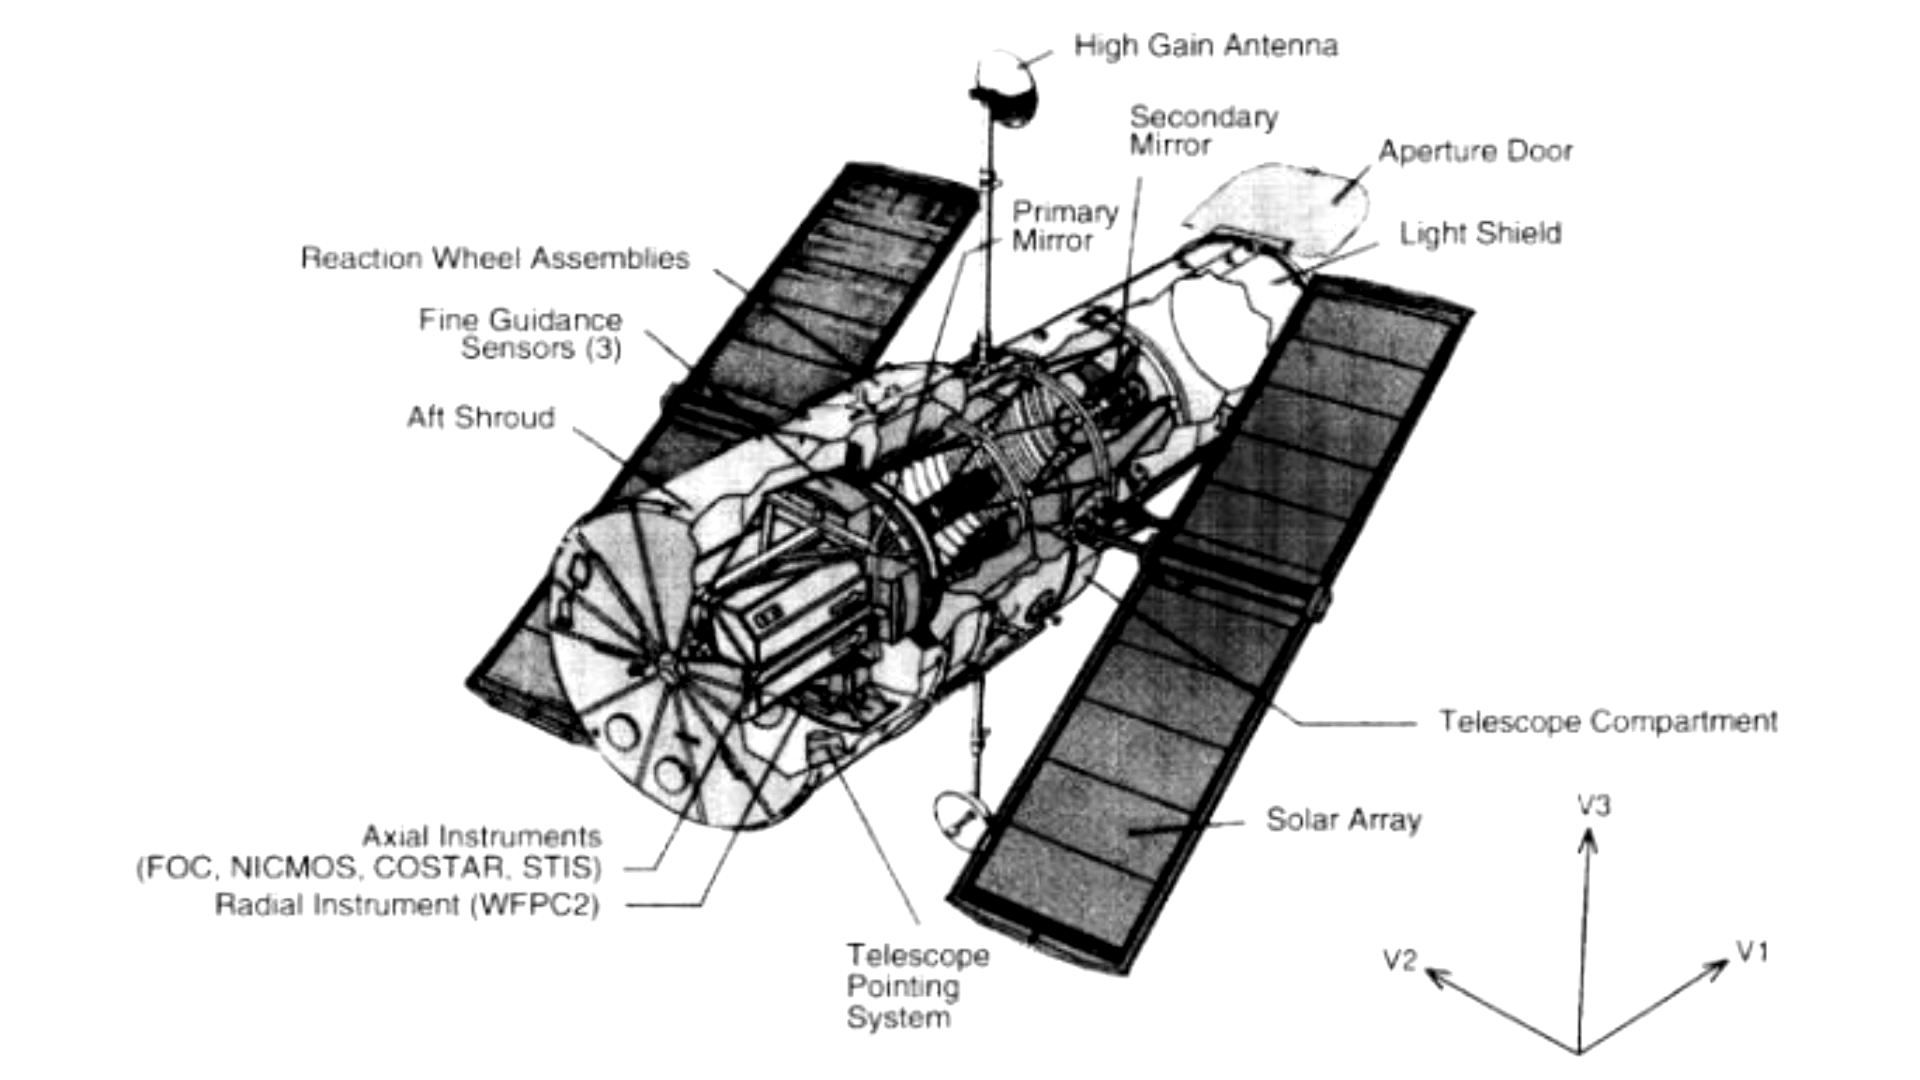 High Gain Antenna
Secondary
Mirror
Aperture Door
Primary
Mirror
Light Shield
Reaction Wheel Assemblies
Fine Guidance
Sensors (3)
Aft Shroud
Telescope Compartment
Solar Array
Axial Instruments
(FOC, NICMOS, COSTAR, STIS)
Radial Instrument (WFPC2)
Telescope
Pointing
System
V3
V2
V1